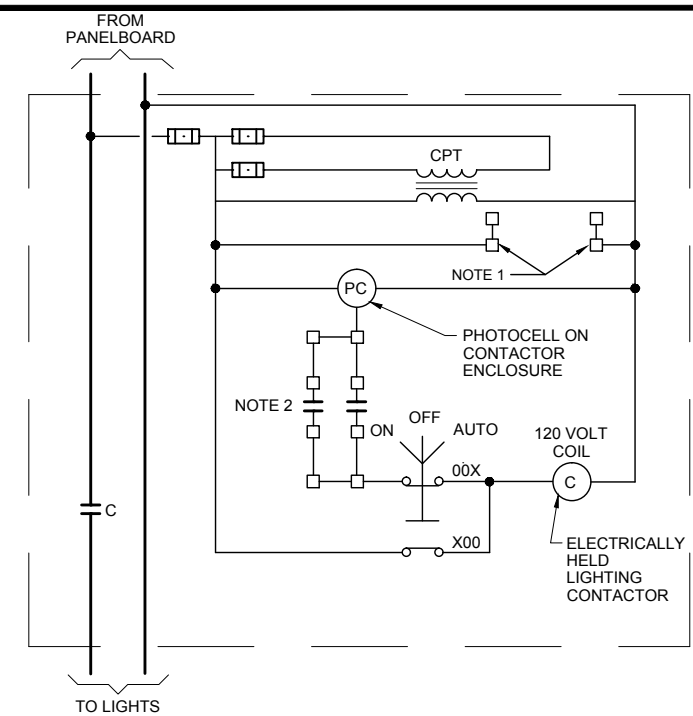 FROM
PANELBOARD
CPT
NOTE 1
PC
PHOTOCELL ON
CONTACTOR
ENCLOSURE
NOTE 2
ON
OFF
AUTO
120 VOLT
COIL
00X
C
C
X00
ELECTRICALLY
HELD
LIGHTING
CONTACTOR
TO LIGHTS